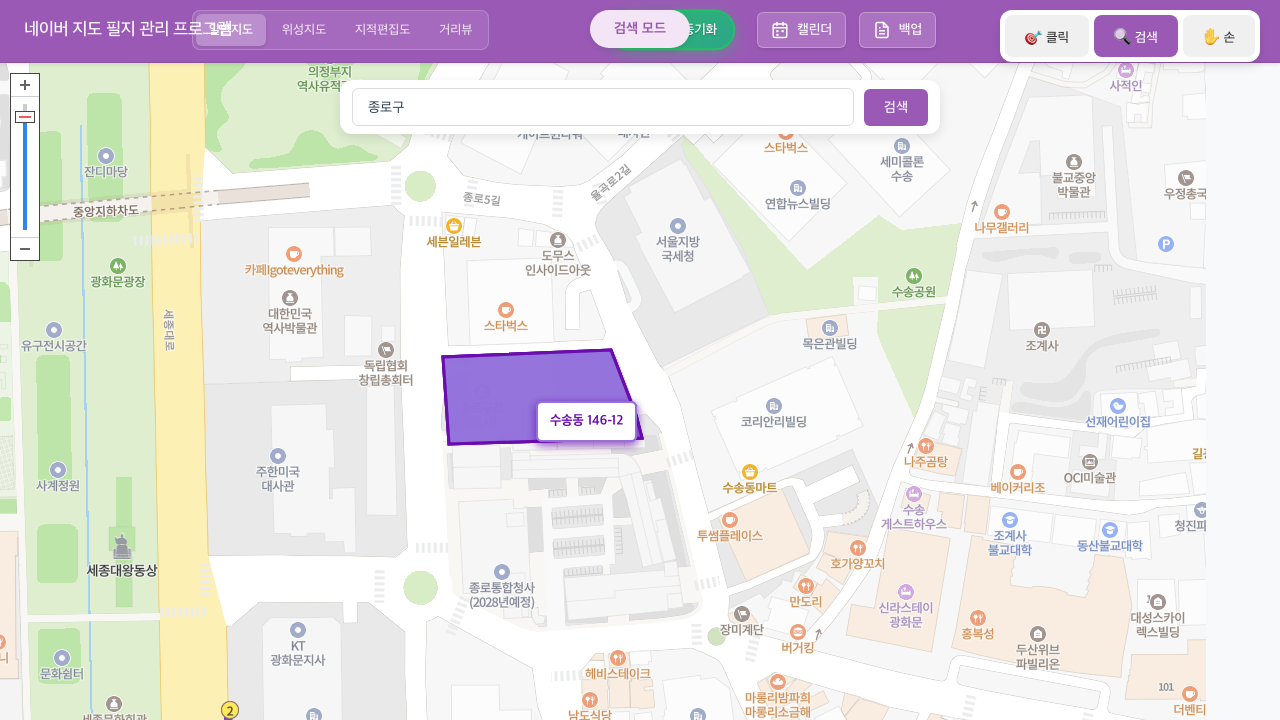 네이버 지도 필지 관리 프로그램
위성지도
지적편집도
거리뷰
검색 모드
캘린더
백업
🎯 클릭
🔍 검색
✋ 손
종로구
검색
의정부지
역사유적
사적인
스타벅스
세미콜론
수송
잔디마당
연합뉴스빌딩
불교중앙
박물관
우정총국
중앙지하차도
종로5길
율곡로2길
세븐일레븐
도무스
인사이드아웃
서울지방
국세청
나무갤러리
P
카페Igoteverything
광화문광장
수송공원
대한민국
역사박물관
스타벅스
세종대로
유구전시공간
목은관빌딩
조계사
독립협회
창립총회터
수송동 146-12
코리안리빌딩
선재어린이집
나주곰탕
주한미국
대사관
사계정원
수송동마트
베이커리조
OCI미술관
수송
게스트하우스
투썸플레이스
조계사
불교대학
동산불교대학
호가양꼬치
세종대왕동상
종로통합청사
(2028년예정)
만도리
신라스테이
광화문
대성스카이
렉스빌딩
장미계단
버거킹
홍복성
KT
광화문지사
두산위브
파빌리온
문화쉼터
헤비스테이크
마롱리밤파희
마롱리소금해
101
더벤티
남도식당
세종문화회관
2